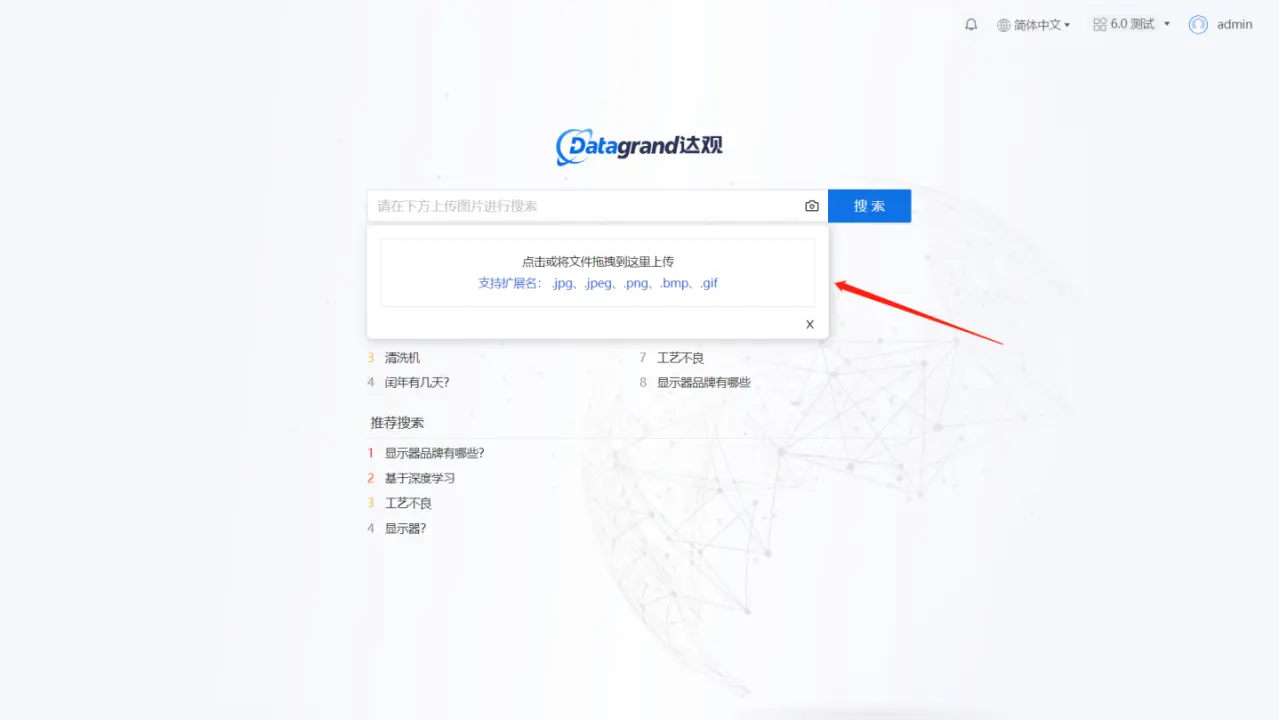 简体中文 6.0 测试 admin
Datagrand达观
请在下方上传图片进行搜索 搜 索
点击或将文件拖拽到这里上传
支持扩展名： .jpg、.jpeg、.png、.bmp、.gif
X
3 清洗机 7 工艺不良
4 闰年有几天? 8 显示器品牌有哪些
推荐搜索
1 显示器品牌有哪些?
2 基于深度学习
3 工艺不良
4 显示器?